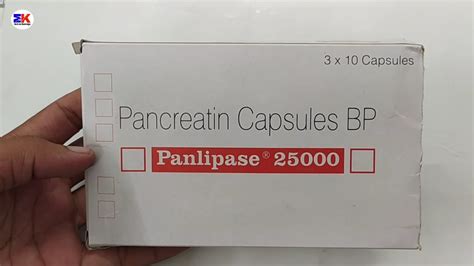 3 x 10 Capsules
Pancreatin Capsules BP
Panlipase® 25000